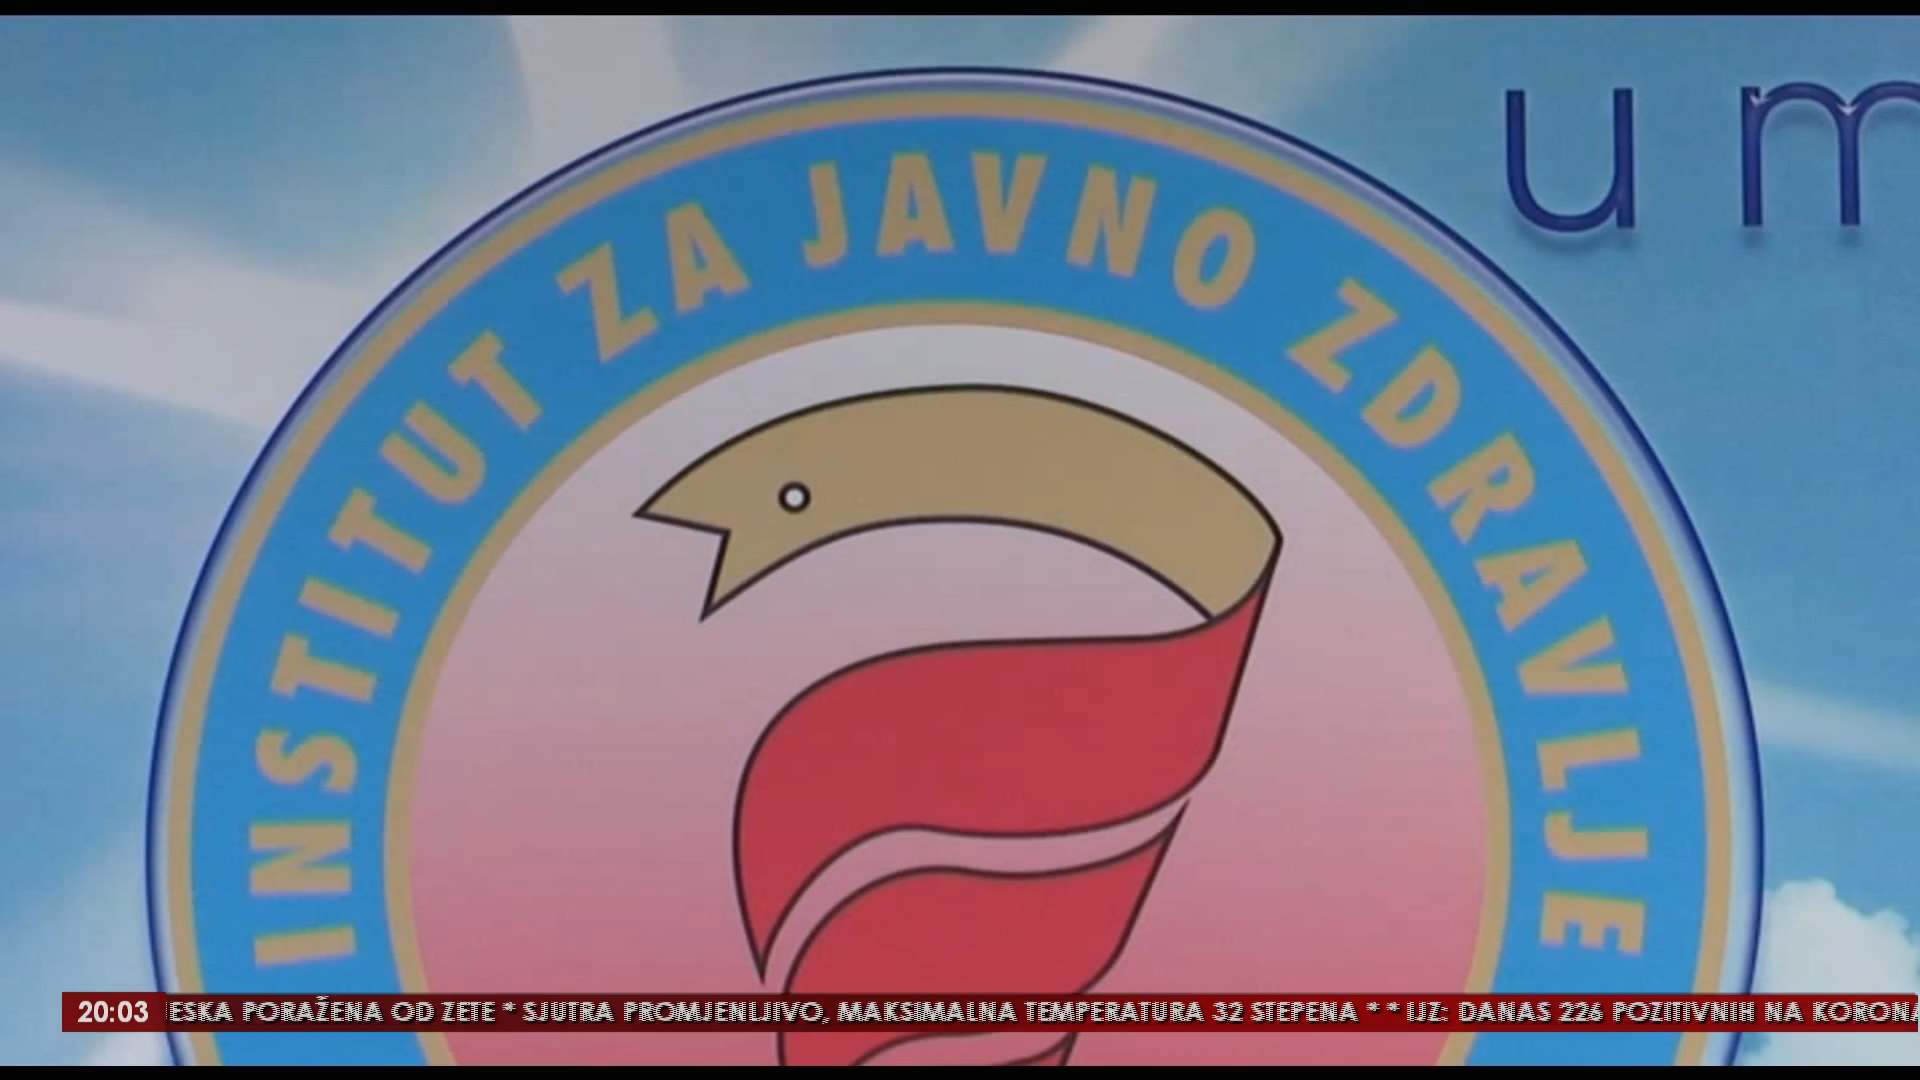 um
INSTITUT ZA JAVNO ZDRAVLJE
20:03 ESKA PORAŽENA OD ZETE * SJUTRA PROMJENLJIVO, MAKSIMALNA TEMPERATURA 32 STEPENA * * IJZ: DANAS 226 POZITIVNIH NA KORONA